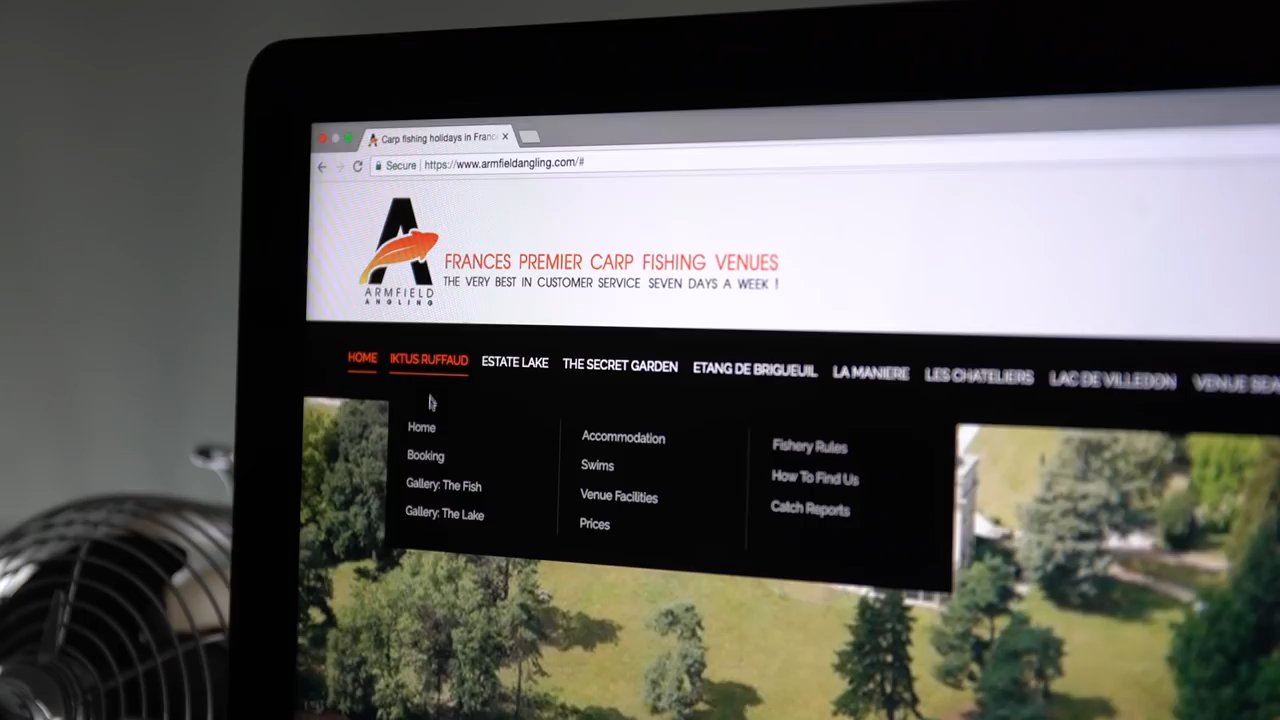 Carp fishing holidays in Franc
Secure https://www.armfieldangling.com/#
A
ARMFIELD
ANGLING
FRANCES PREMIER CARP FISHING VENUES
THE VERY BEST IN CUSTOMER SERVICE SEVEN DAYS A WEEK !
HOME IKTUS RUFFAUD ESTATE LAKE THE SECRET GARDEN ETANG DE BRIGUEUIL LA MANIERE LES CHATELIERS LAC DE VILLEDON VENUE
Home
Booking
Gallery: The Fish
Gallery: The Lake
Accommodation
Swims
Venue Facilities
Prices
Fishery Rules
How To Find Us
Catch Reports